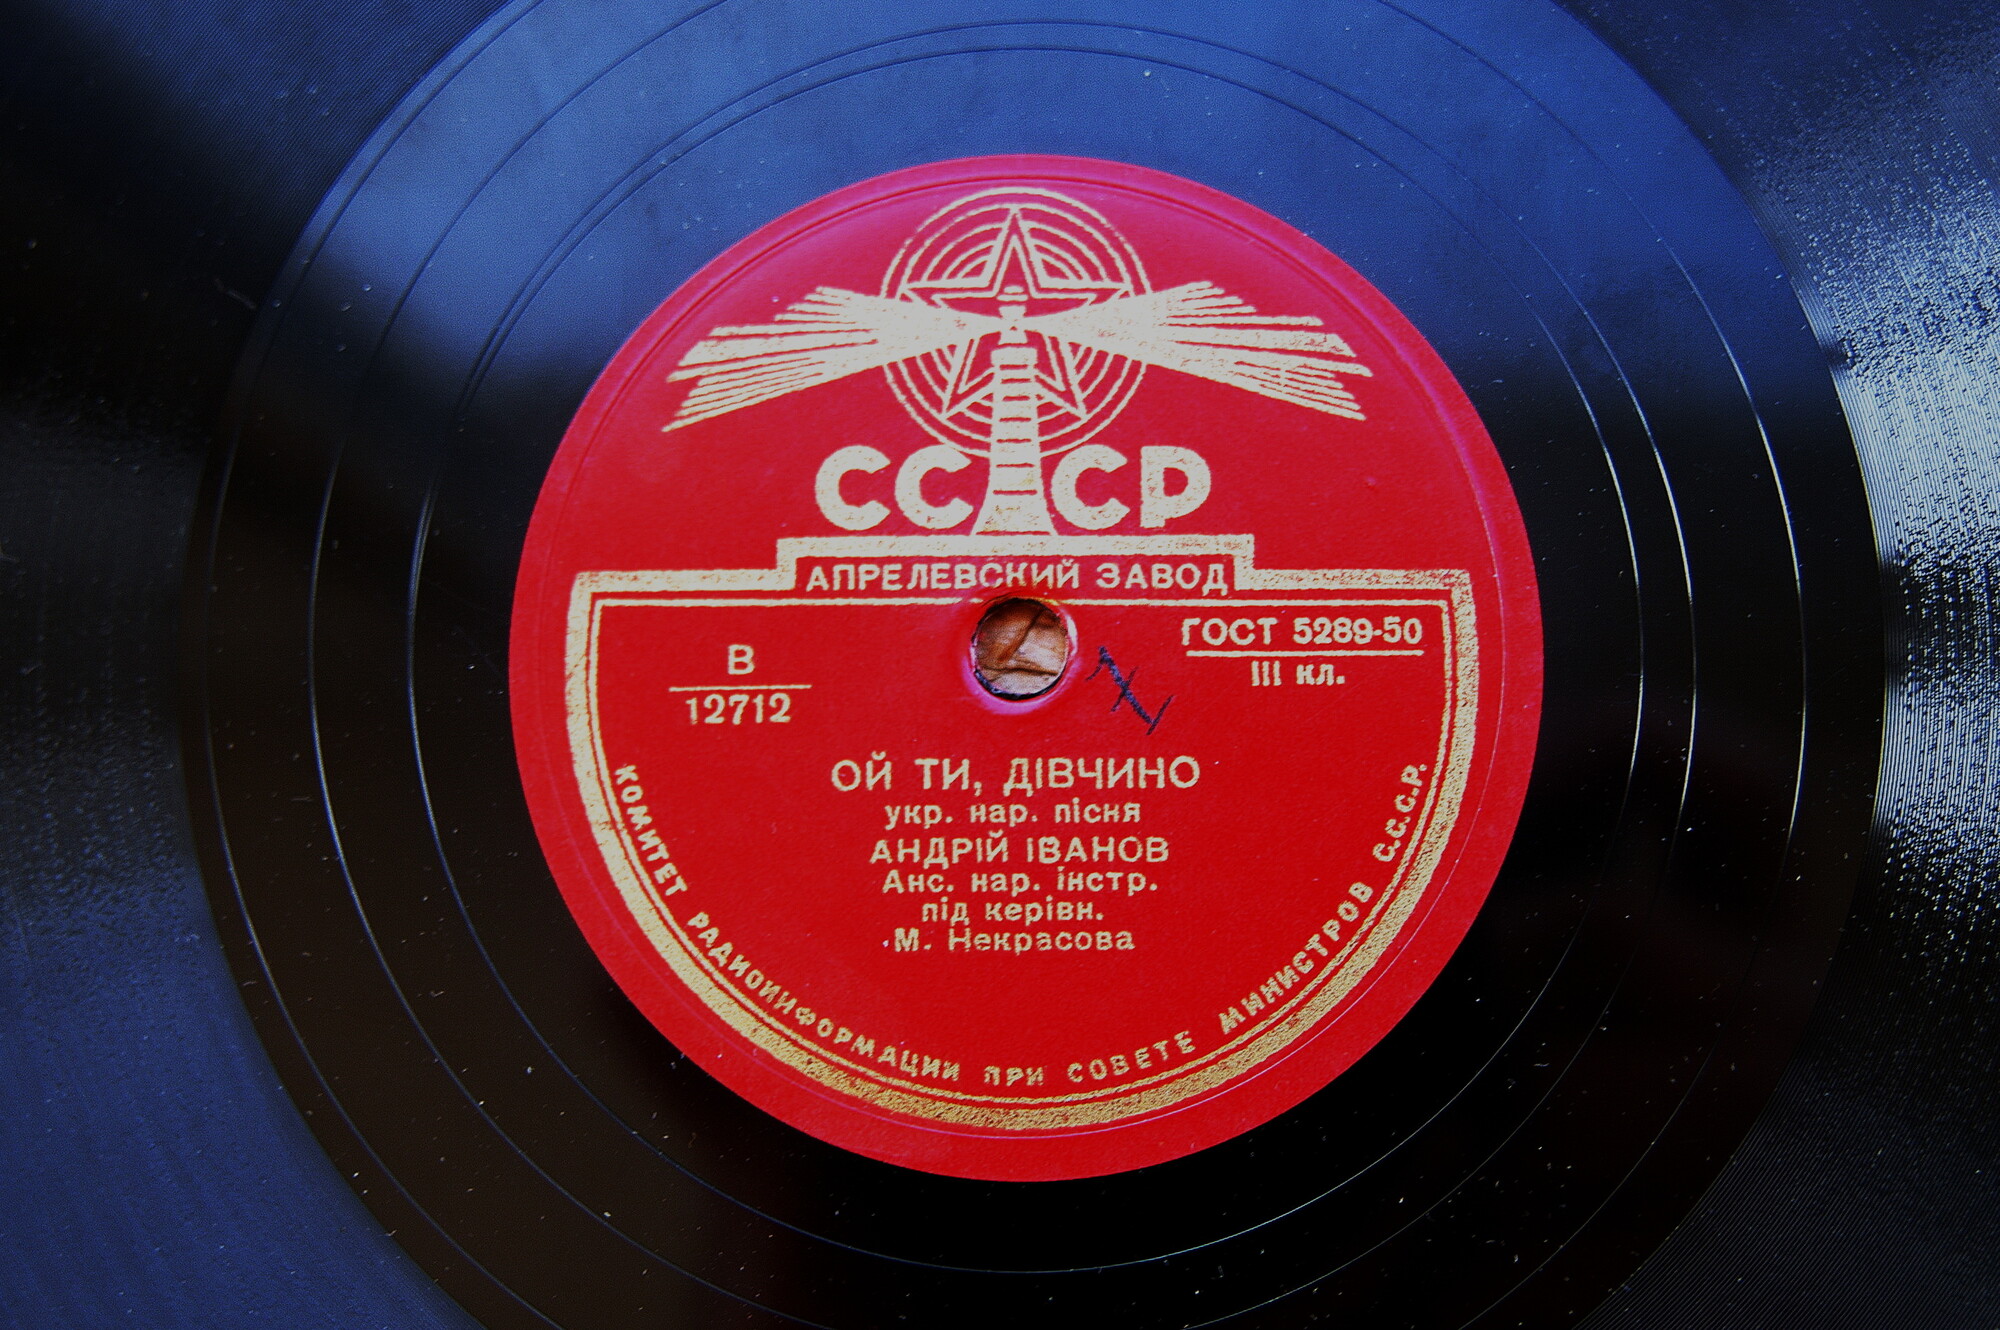 СССР
АПРЕЛЕВСКИЙ ЗАВОД
В
12712
ГОСТ 5289-50
III кл.
ОЙ ТИ, ДІВЧИНО
укр. нар. пісня
АНДРІЙ ІВАНОВ
Анс. нар. інстр.
під керівн.
М. Некрасова
КОМИТЕТ РАДИОИНФОРМАЦИИ ПРИ СОВЕТЕ МИНИСТРОВ С.С.С.Р.